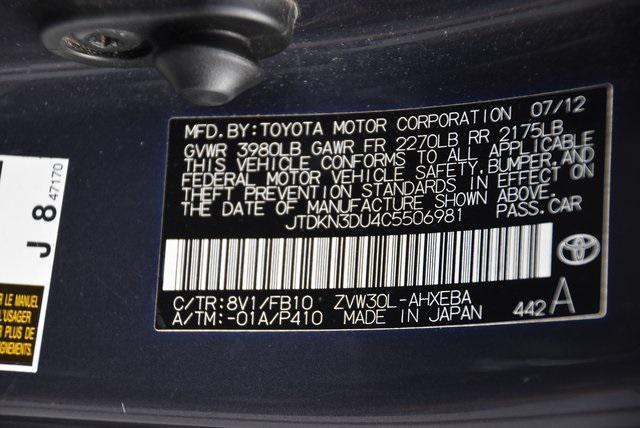 MFD. BY: TOYOTA MOTOR CORPORATION 07/12
GVWR 3980LB GAWR FR 2270LB RR 2175LB
THIS VEHICLE CONFORMS TO ALL APPLICABLE
FEDERAL MOTOR VEHICLE SAFETY, BUMPER, AND
THEFT PREVENTION STANDARDS IN EFFECT ON
THE DATE OF MANUFACTURE SHOWN ABOVE.
JTDKN3DU4C5506981 PASS. CAR
C/TR: 8V1/FB10 ZVW30L-AHXEBA
A/TM: -01A/P410 MADE IN JAPAN
442 A
J 8 47170
R LE MANUEL
L'USAGER
R PLUS DE
IGNEMENTS